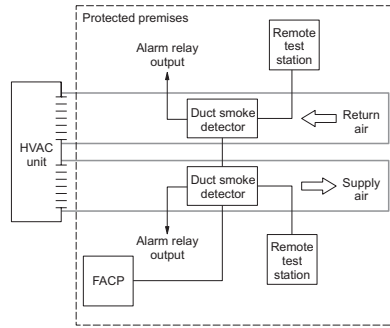 Protected premises
Alarm relay
output
Remote
test
station
HVAC
unit
Duct smoke
detector
Return
air
Duct smoke
detector
Supply
air
Alarm relay
output
Remote
test
station
FACP